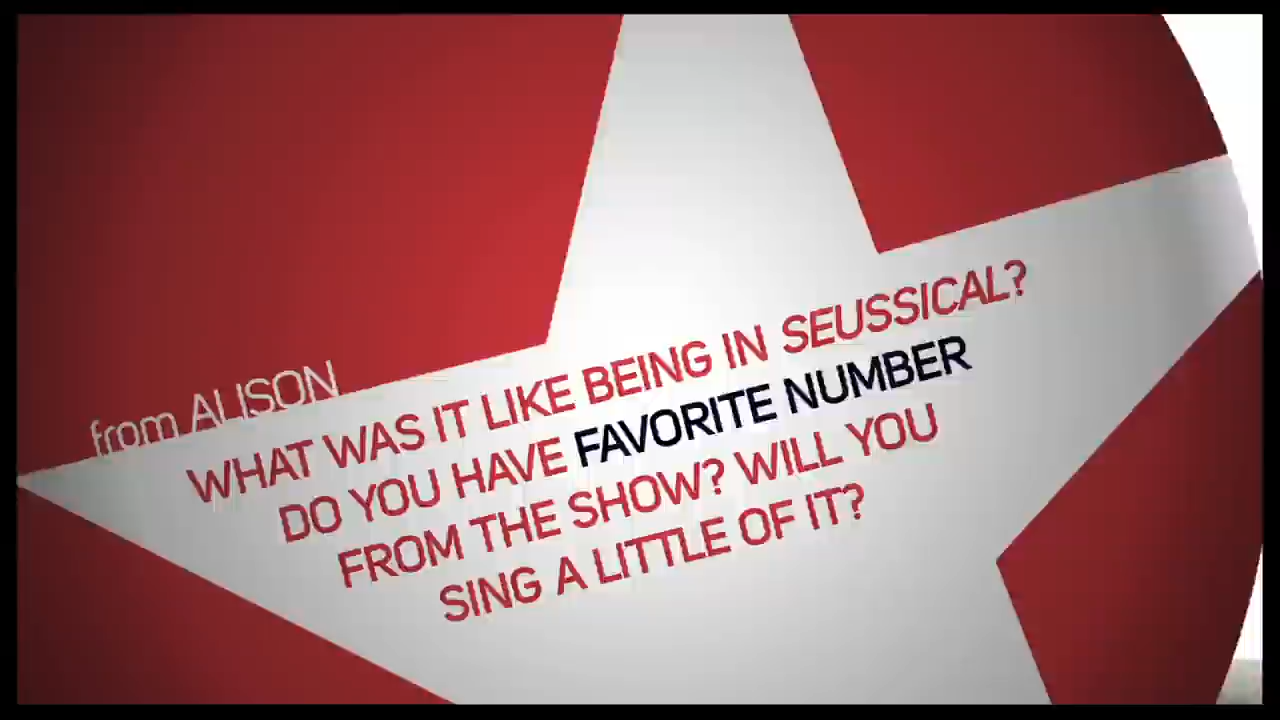 from ALISON
WHAT WAS IT LIKE BEING IN SEUSSICAL?
DO YOU HAVE FAVORITE NUMBER
FROM THE SHOW? WILL YOU
SING A LITTLE OF IT?